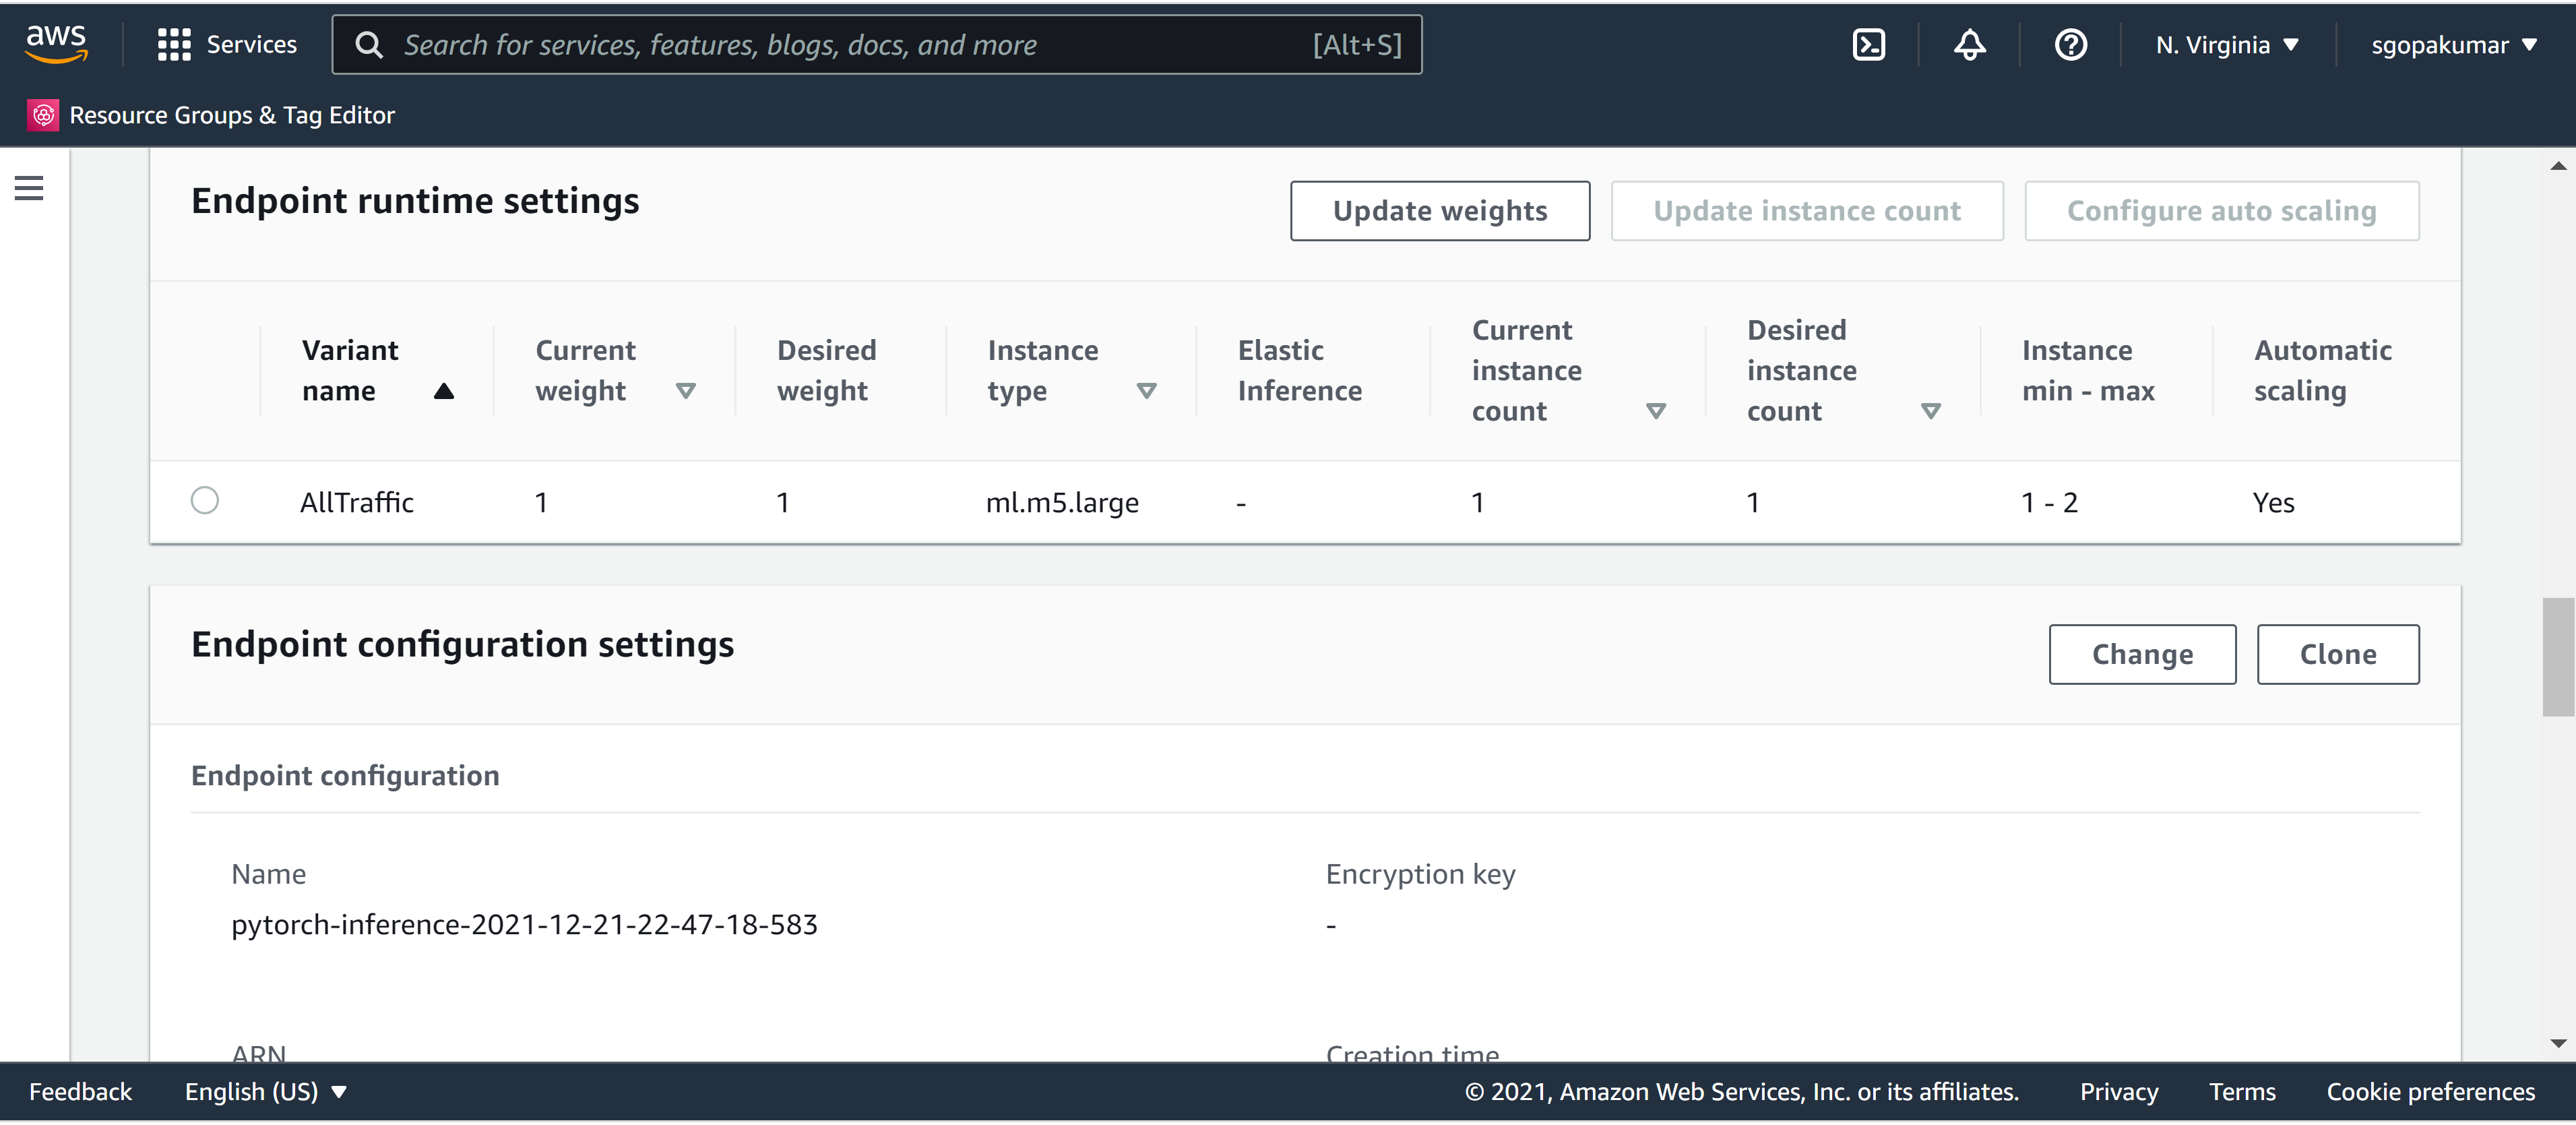 aws
Services
Search for services, features, blogs, docs, and more [Alt+S]
N. Virginia
sgopakumar
Resource Groups & Tag Editor
Endpoint runtime settings
Update weights
Update instance count
Configure auto scaling
Variant name
Current weight
Desired weight
Instance type
Elastic Inference
Current instance count
Desired instance count
Instance min - max
Automatic scaling
AllTraffic 1 1 ml.m5.large - 1 1 1 - 2 Yes
Endpoint configuration settings
Change
Clone
Endpoint configuration
Name
Encryption key
pytorch-inference-2021-12-21-22-47-18-583
-
ARN
Creation time
Feedback English (US) © 2021, Amazon Web Services, Inc. or its affiliates. Privacy Terms Cookie preferences